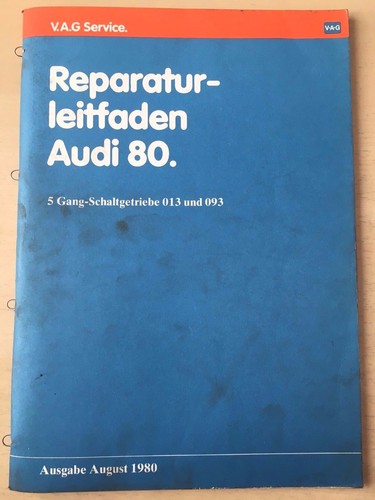 V.A.G Service.
V·A·G
Reparatur-
leitfaden
Audi 80.
5 Gang-Schaltgetriebe 013 und 093
Ausgabe August 1980